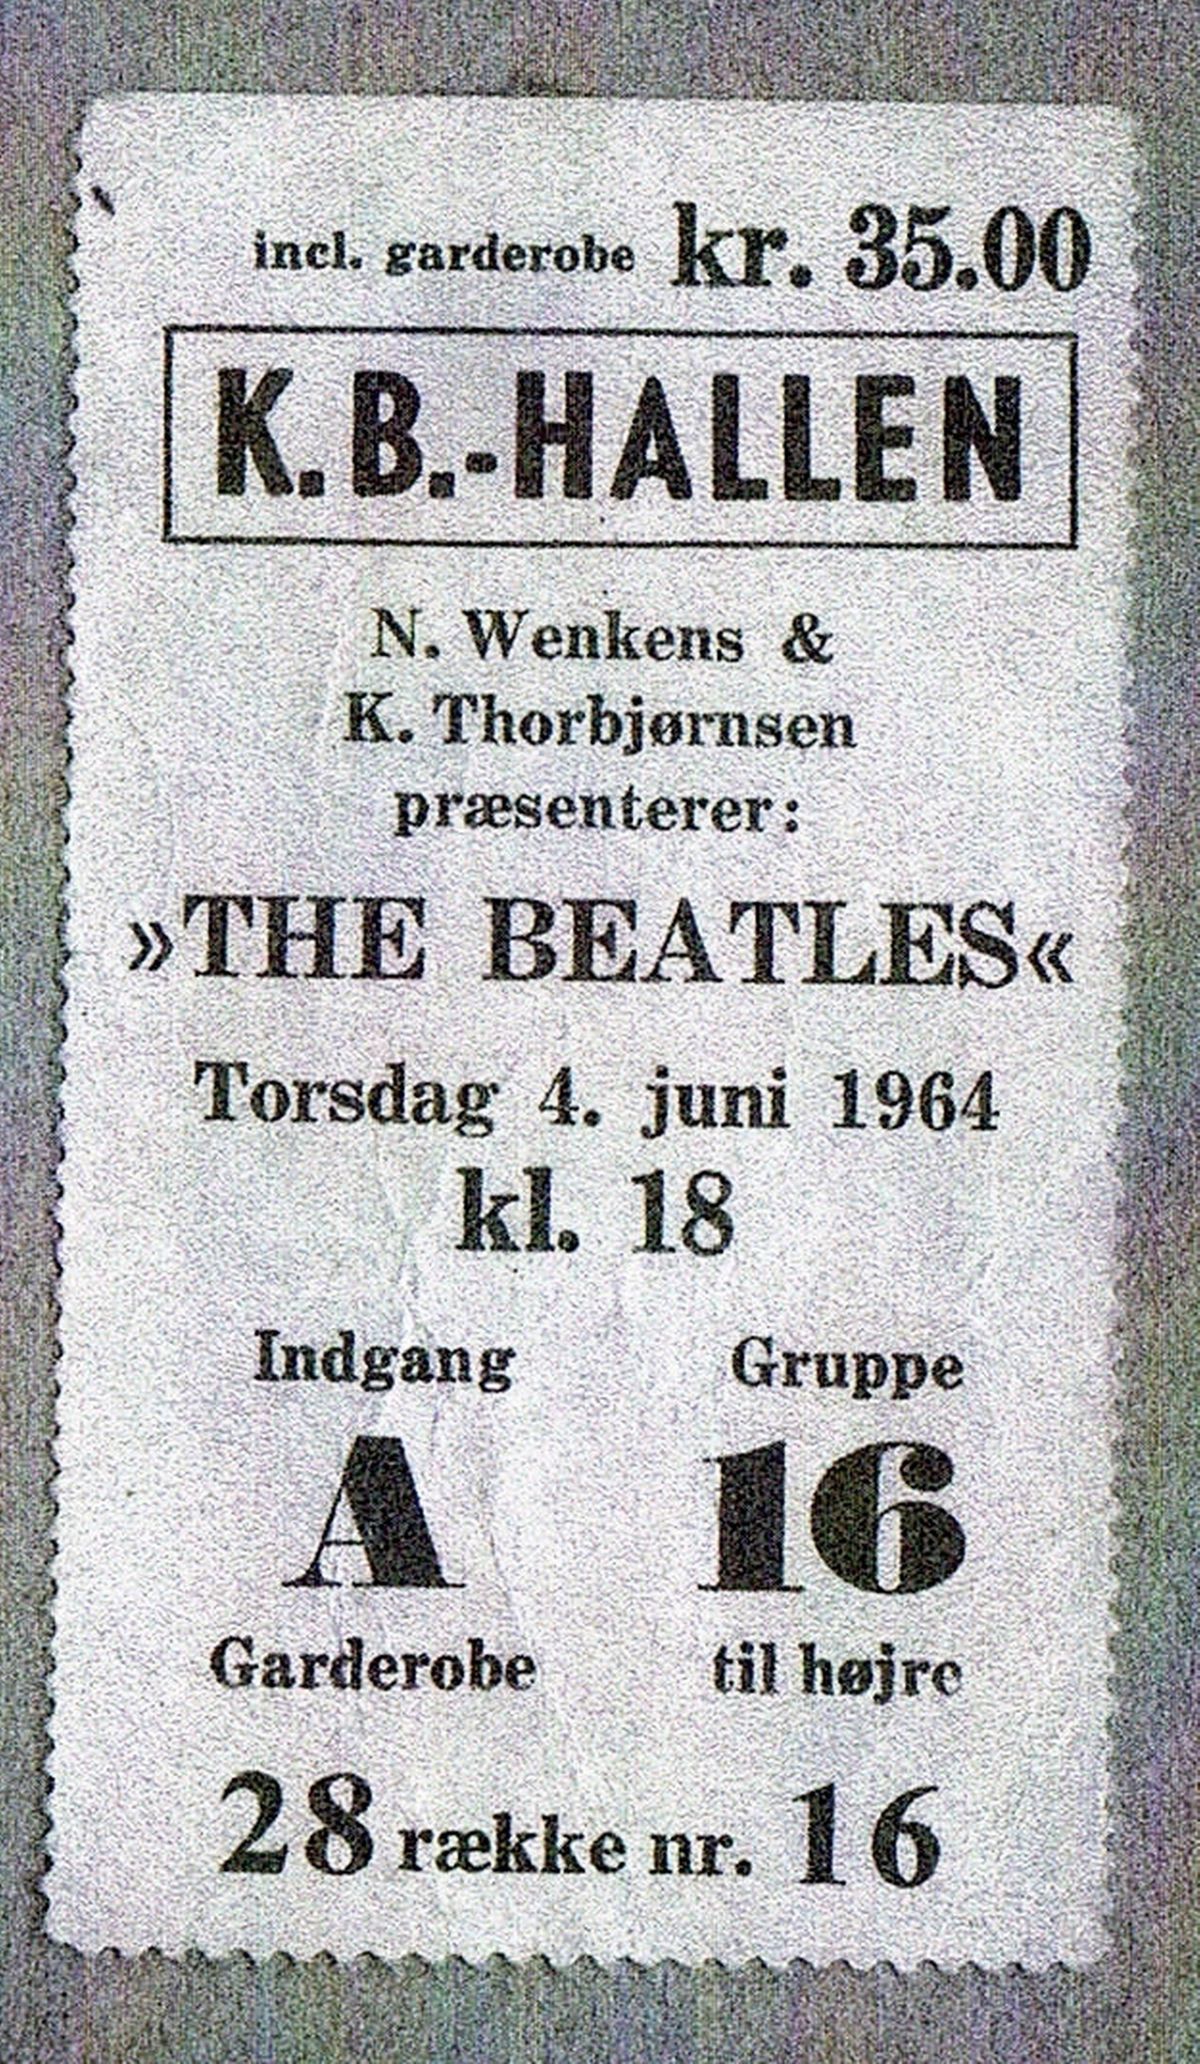 incl. garderobe kr. 35.00
K.B.-HALLEN
N. Wenkens &
K. Thorbjørnsen
præsenterer:
»THE BEATLES«
Torsdag 4. juni 1964
kl. 18
Indgang Gruppe
A 16
Garderobe til højre
28 række nr. 16